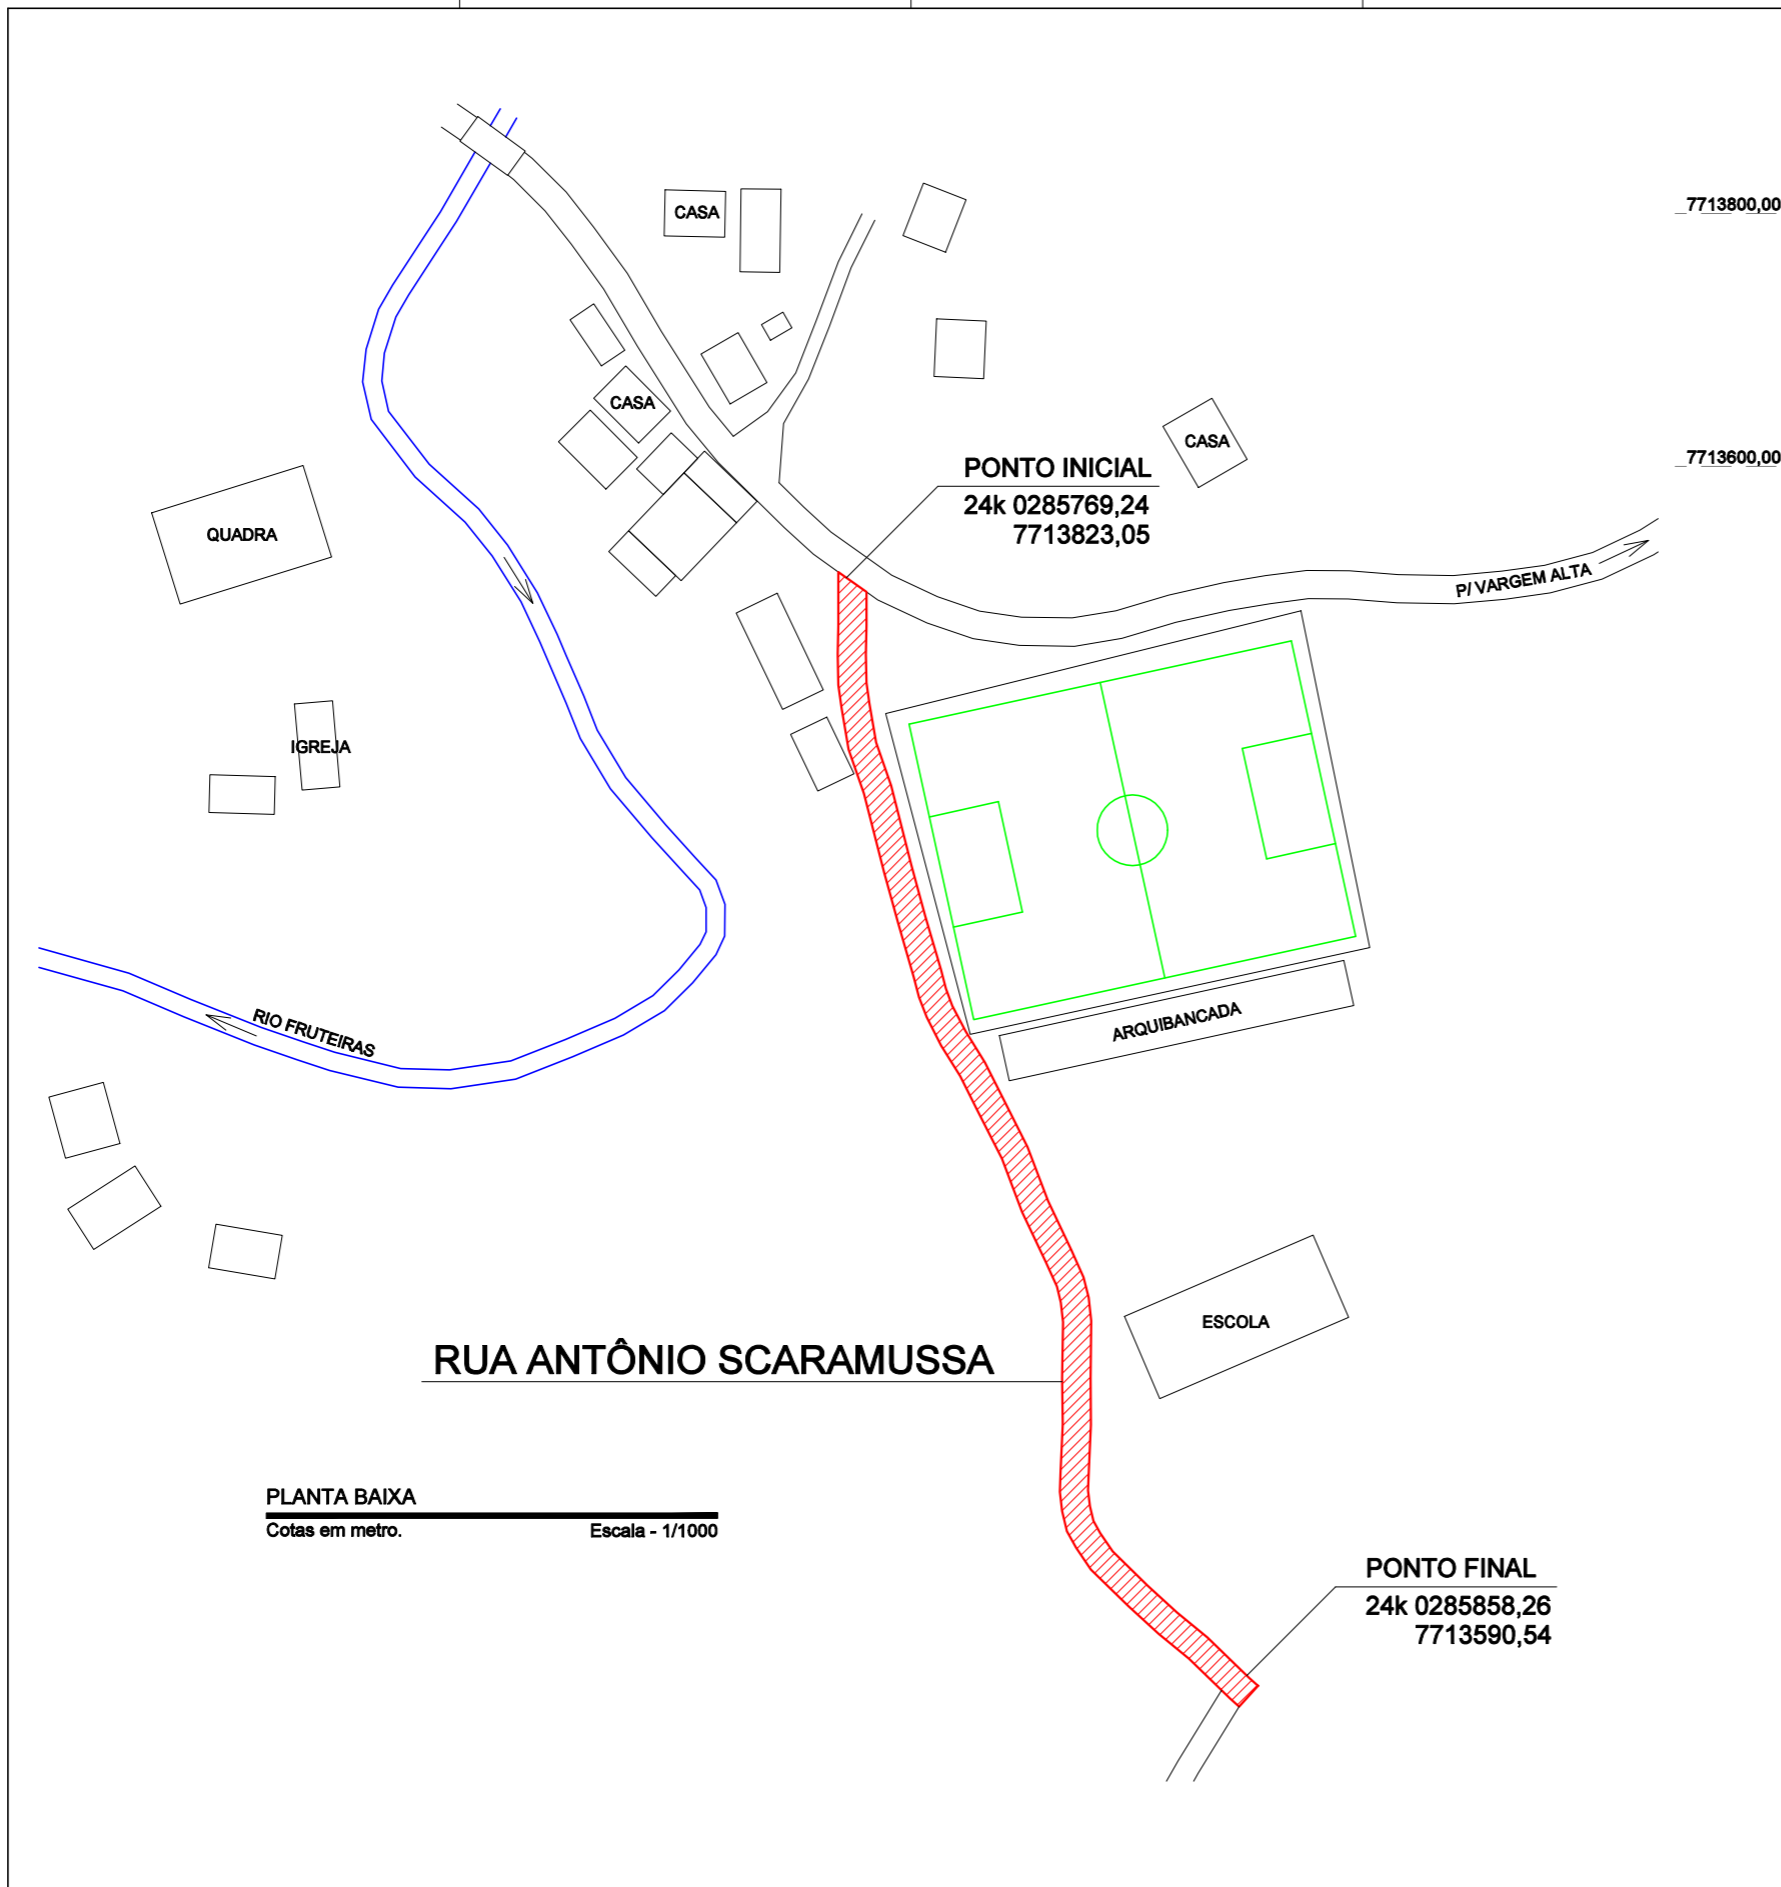 CASA
7713800,00
CASA
CASA
PONTO INICIAL
24k 0285769,24
7713823,05
7713600,00
QUADRA
P/ VARGEM ALTA
IGREJA
RIO FRUTEIRAS
ARQUIBANCADA
ESCOLA
RUA ANTÔNIO SCARAMUSSA
PLANTA BAIXA
Cotas em metro.
Escala - 1/1000
PONTO FINAL
24k 0285858,26
7713590,54